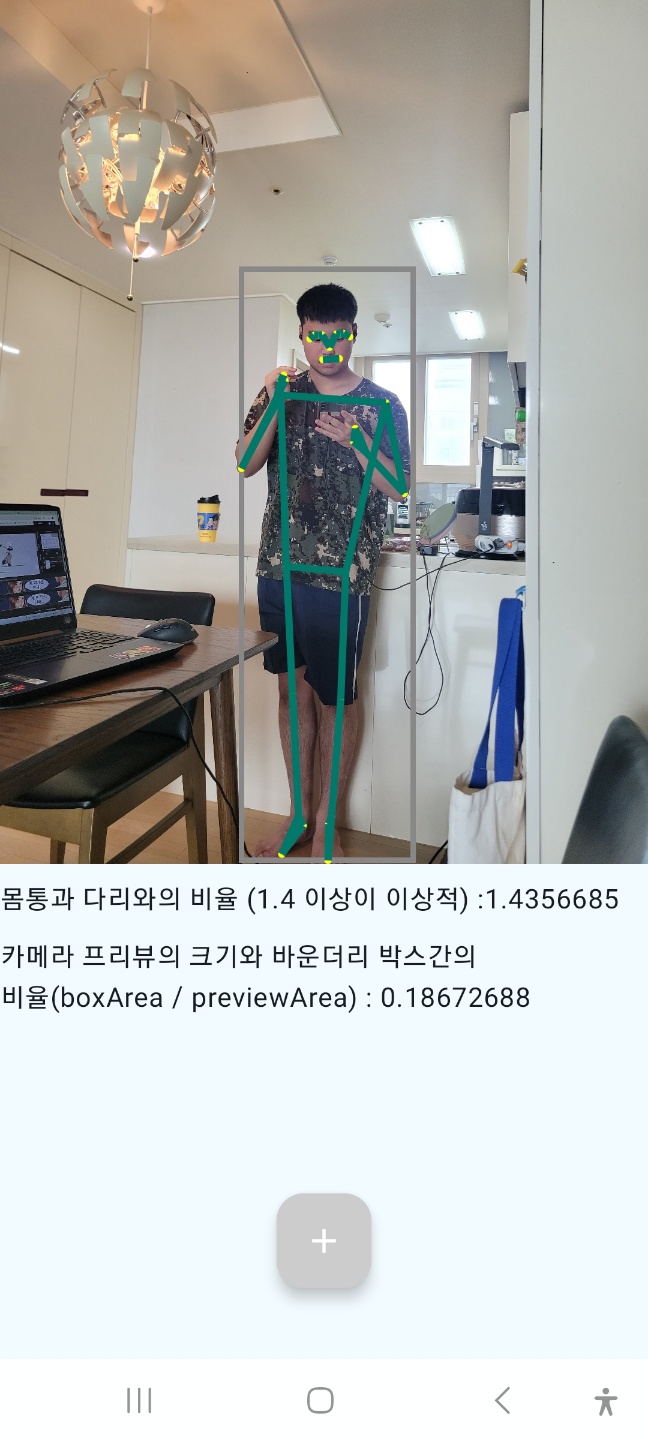 몸통과 다리와의 비율 (1.4 이상이 이상적) :1.4356685
카메라 프리뷰의 크기와 바운더리 박스간의
비율(boxArea / previewArea) : 0.18672688